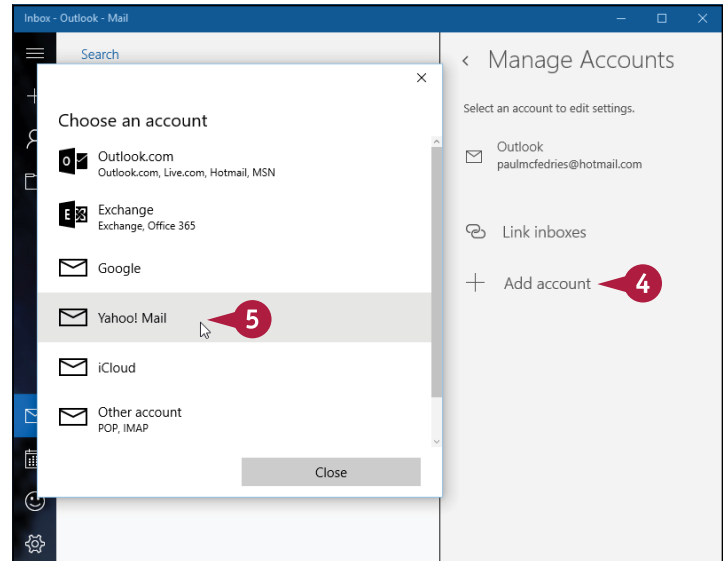 Inbox - Outlook - Mail
Search
Choose an account
Outlook.com
Outlook.com, Live.com, Hotmail, MSN
Exchange
Exchange, Office 365
Google
Yahoo! Mail
5
iCloud
Other account
POP, IMAP
Close
Manage Accounts
Select an account to edit settings.
Outlook
paulmcfedries@hotmail.com
Link inboxes
Add account
4